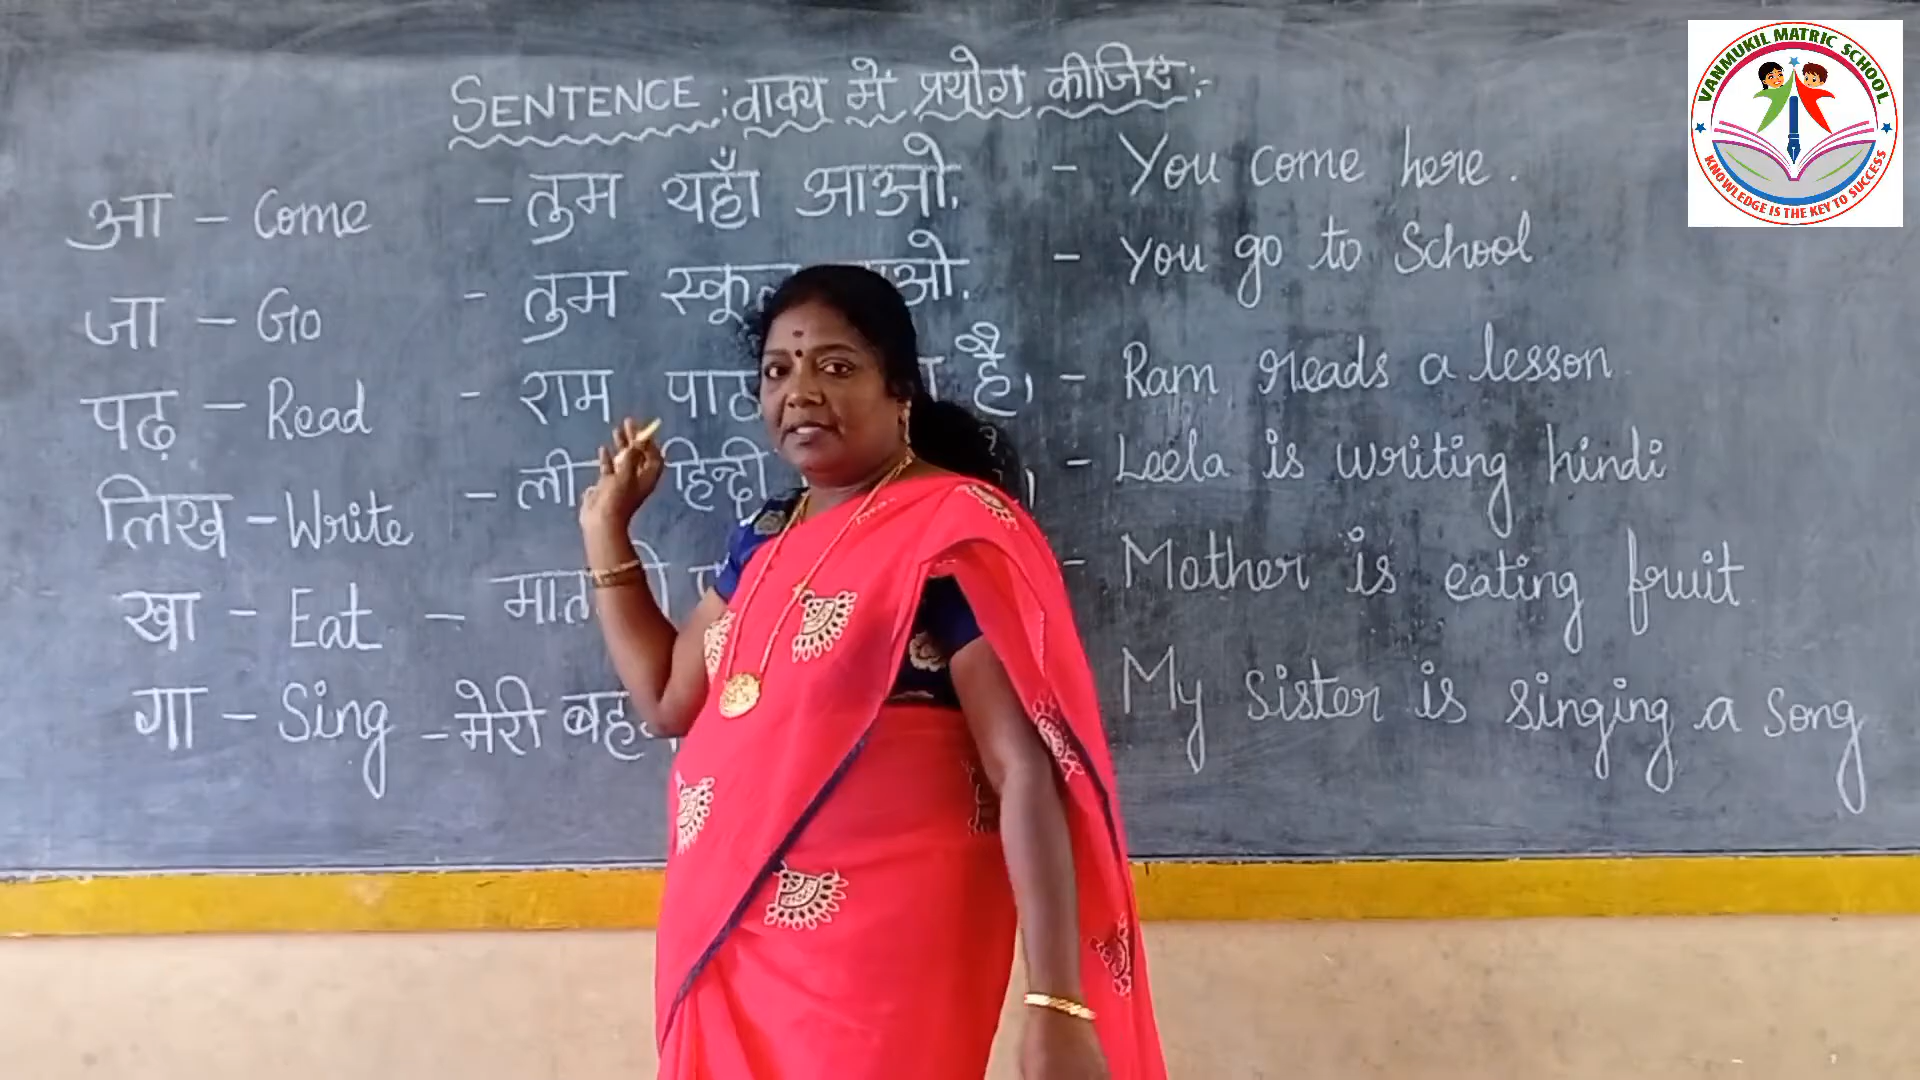 SENTENCE : वाक्य में प्रयोग कीजिए :-
आ - Come - तुम यहाँ आओ. - You come here.
जा - Go - तुम स्कूल ओ. - You go to School
पढ़ - Read - राम पाठ है। - Ram reads a lesson.
लिख - Write - हिन्दी - Leela is writing hindi
खा - Eat - - Mother is eating fruit
गा - Sing - मेरी My sister is singing a song
VANMUKIL MATRIC SCHOOL
KNOWLEDGE IS THE KEY TO SUCCESS